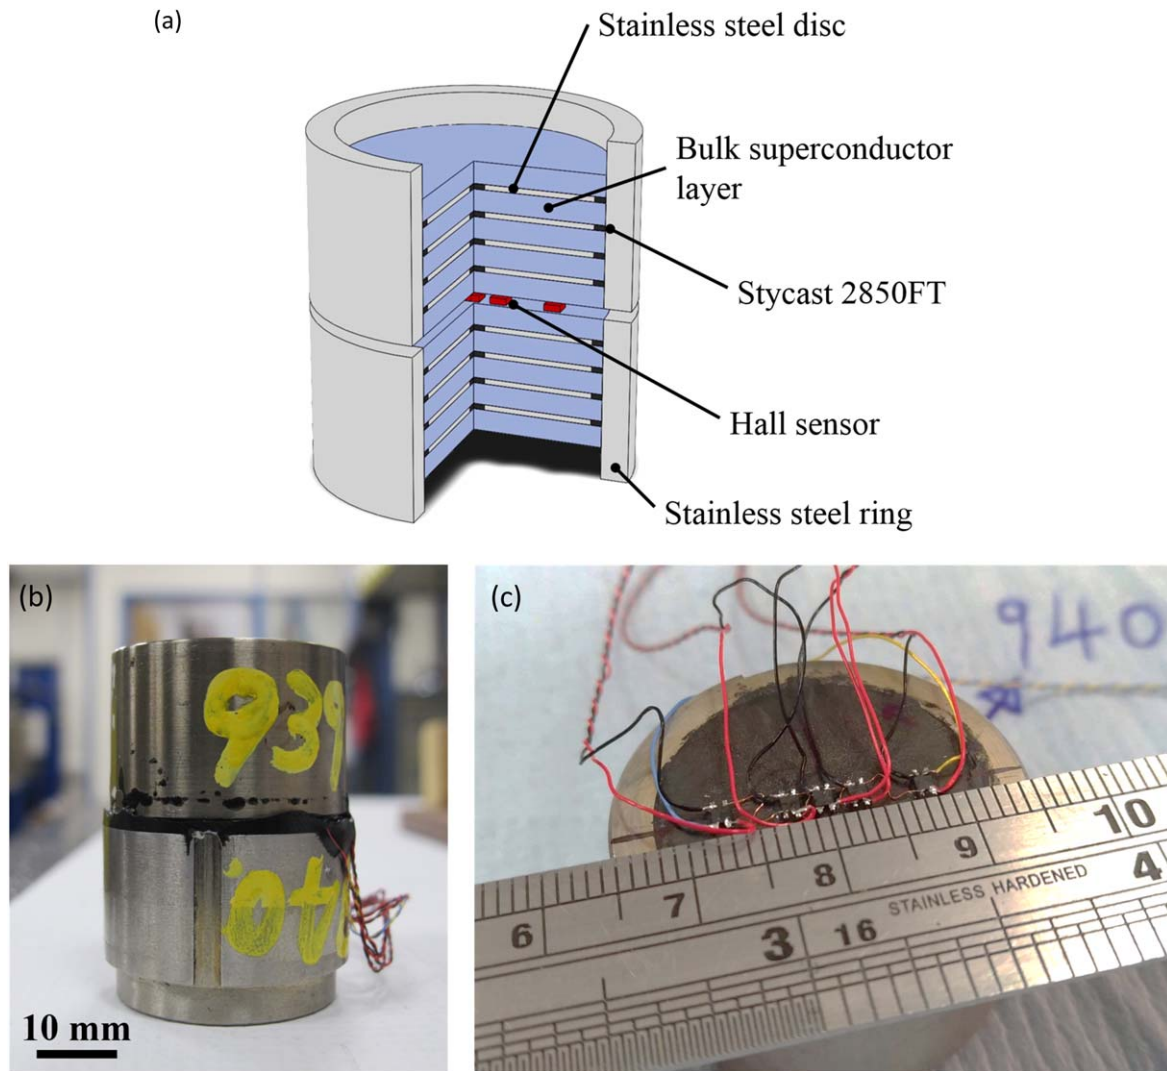 (a)
Stainless steel disc
Bulk superconductor
layer
Stycast 2850FT
Hall sensor
Stainless steel ring
(b)
939
940
10 mm
(c)
940
6
7
8
9
10
STAINLESS HARDENED
3
16
4